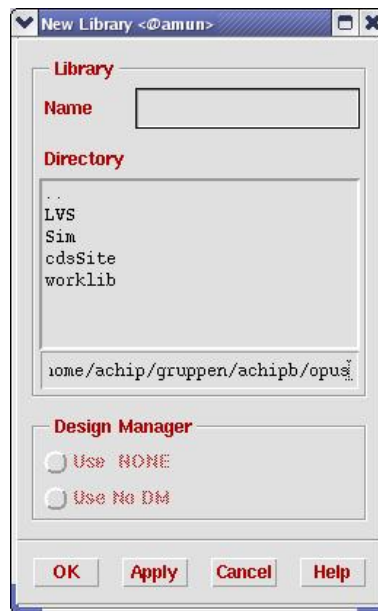 New Library <@amun>
Library
Name
Directory
..
LVS
Sim
cdsSite
worklib
ome/achip/gruppen/achipb/opus
Design Manager
Use NONE
Use No DM
OK Apply Cancel Help